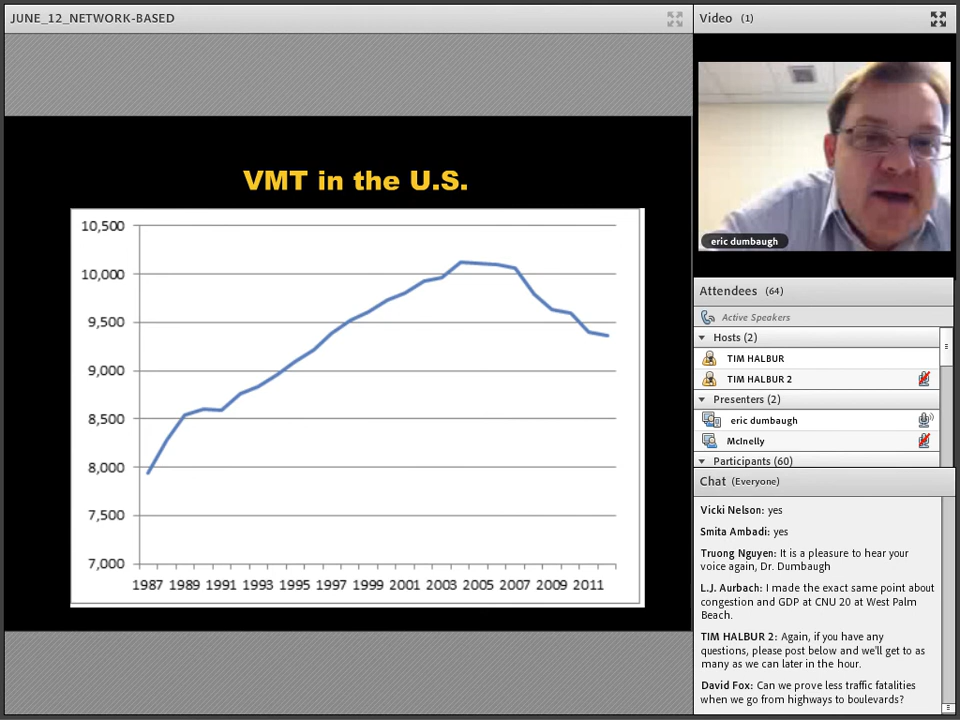 JUNE_12_NETWORK-BASED
VMT in the U.S.
10,500
10,000
9,500
9,000
8,500
8,000
7,500
7,000
1987 1989 1991 1993 1995 1997 1999 2001 2003 2005 2007 2009 2011
Video (1)
eric dumbaugh
Attendees (64)
Active Speakers
Hosts (2)
TIM HALBUR
TIM HALBUR 2
Presenters (2)
eric dumbaugh
McInelly
Participants (60)
Chat (Everyone)
Vicki Nelson: yes
Smita Ambadi: yes
Truong Nguyen: It is a pleasure to hear your
voice again, Dr. Dumbaugh
L.J. Aurbach: I made the exact same point about
congestion and GDP at CNU 20 at West Palm
Beach.
TIM HALBUR 2: Again, if you have any
questions, please post below and we'll get to as
many as we can later in the hour.
David Fox: Can we prove less traffic fatalities
when we go from highways to boulevards?